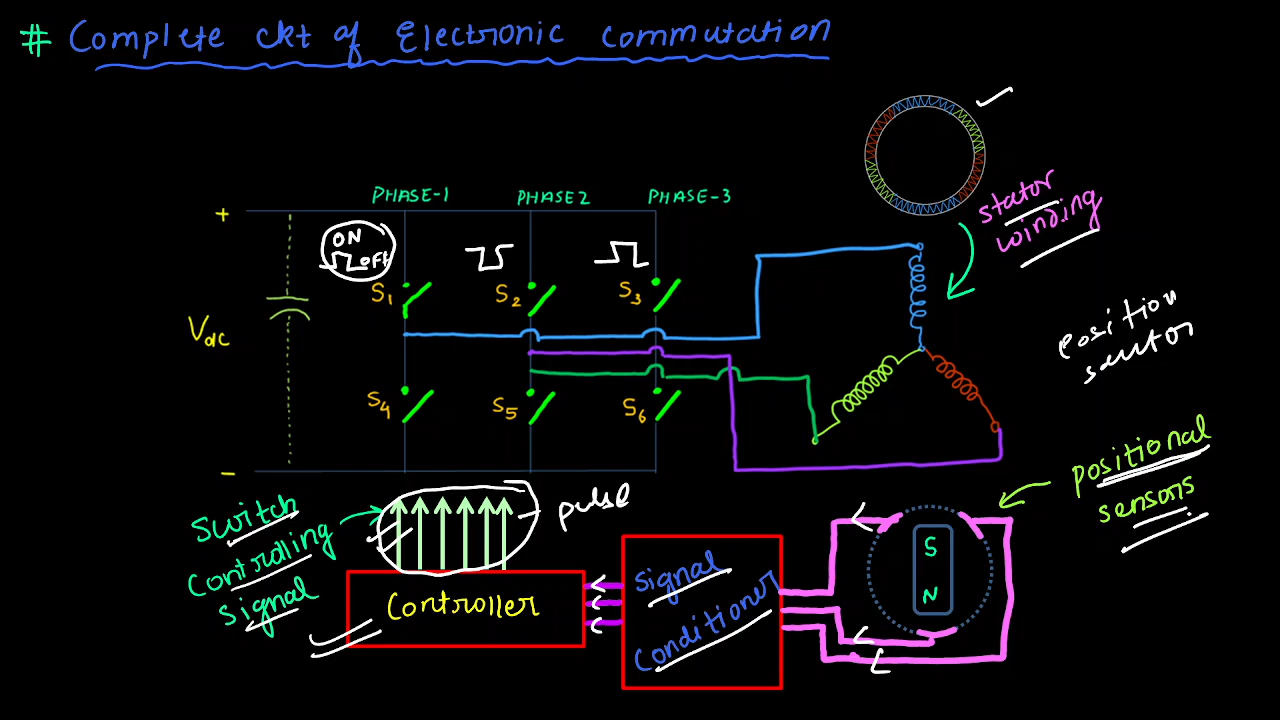 # Complete ckt of Electronic commutation
PHASE-1
PHASE2
PHASE-3
stator
winding
+
ON
off
S1
S2
S3
Vdc
S4
S5
S6
-
position
positional
sensors
Switch
controlling
signal
pulse
Controller
signal
conditioner
S
N